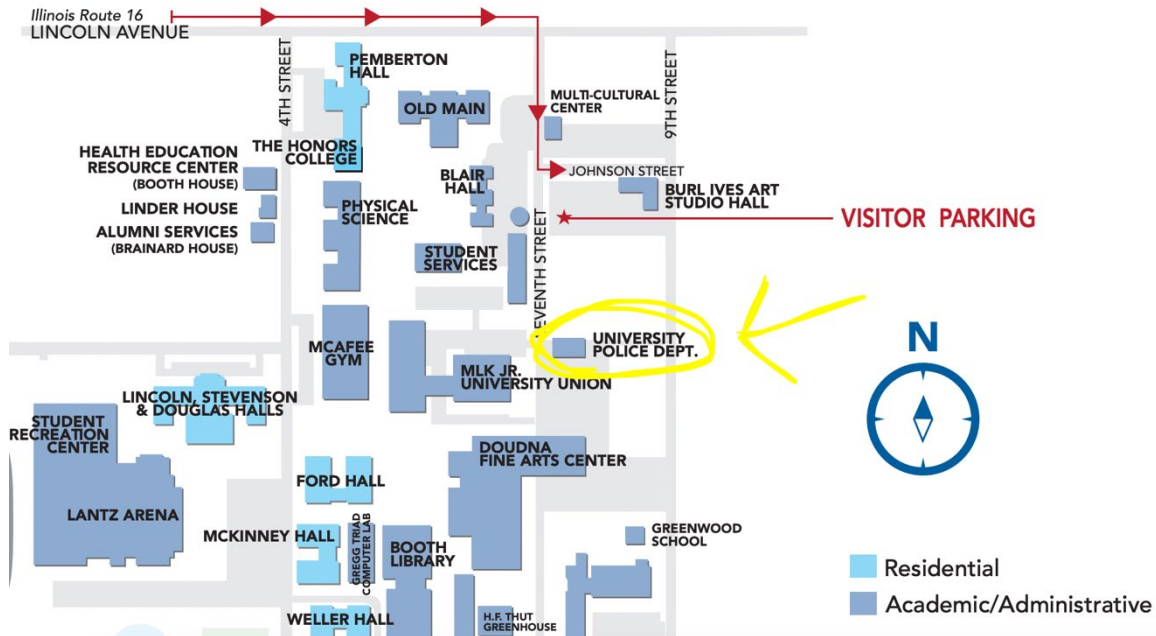 Illinois Route 16
LINCOLN AVENUE
4TH STREET
PEMBERTON
HALL
OLD MAIN
MULTI-CULTURAL
CENTER
9TH STREET
THE HONORS
COLLEGE
HEALTH EDUCATION
RESOURCE CENTER
(BOOTH HOUSE)
LINDER HOUSE
ALUMNI SERVICES
(BRAINARD HOUSE)
PHYSICAL
SCIENCE
BLAIR
HALL
JOHNSON STREET
BURL IVES ART
STUDIO HALL
VISITOR PARKING
STUDENT
SERVICES
EVENTH STREET
UNIVERSITY
POLICE DEPT.
MCAFEE
GYM
MLK JR.
UNIVERSITY UNION
N
LINCOLN, STEVENSON
& DOUGLAS HALLS
STUDENT
RECREATION
CENTER
LANTZ ARENA
DOUDNA
FINE ARTS CENTER
FORD HALL
MCKINNEY HALL
GREGG TRIAD
COMPUTER LAB
BOOTH
LIBRARY
GREENWOOD
SCHOOL
WELLER HALL
H.F. THUT
GREENHOUSE
Residential
Academic/Administrative